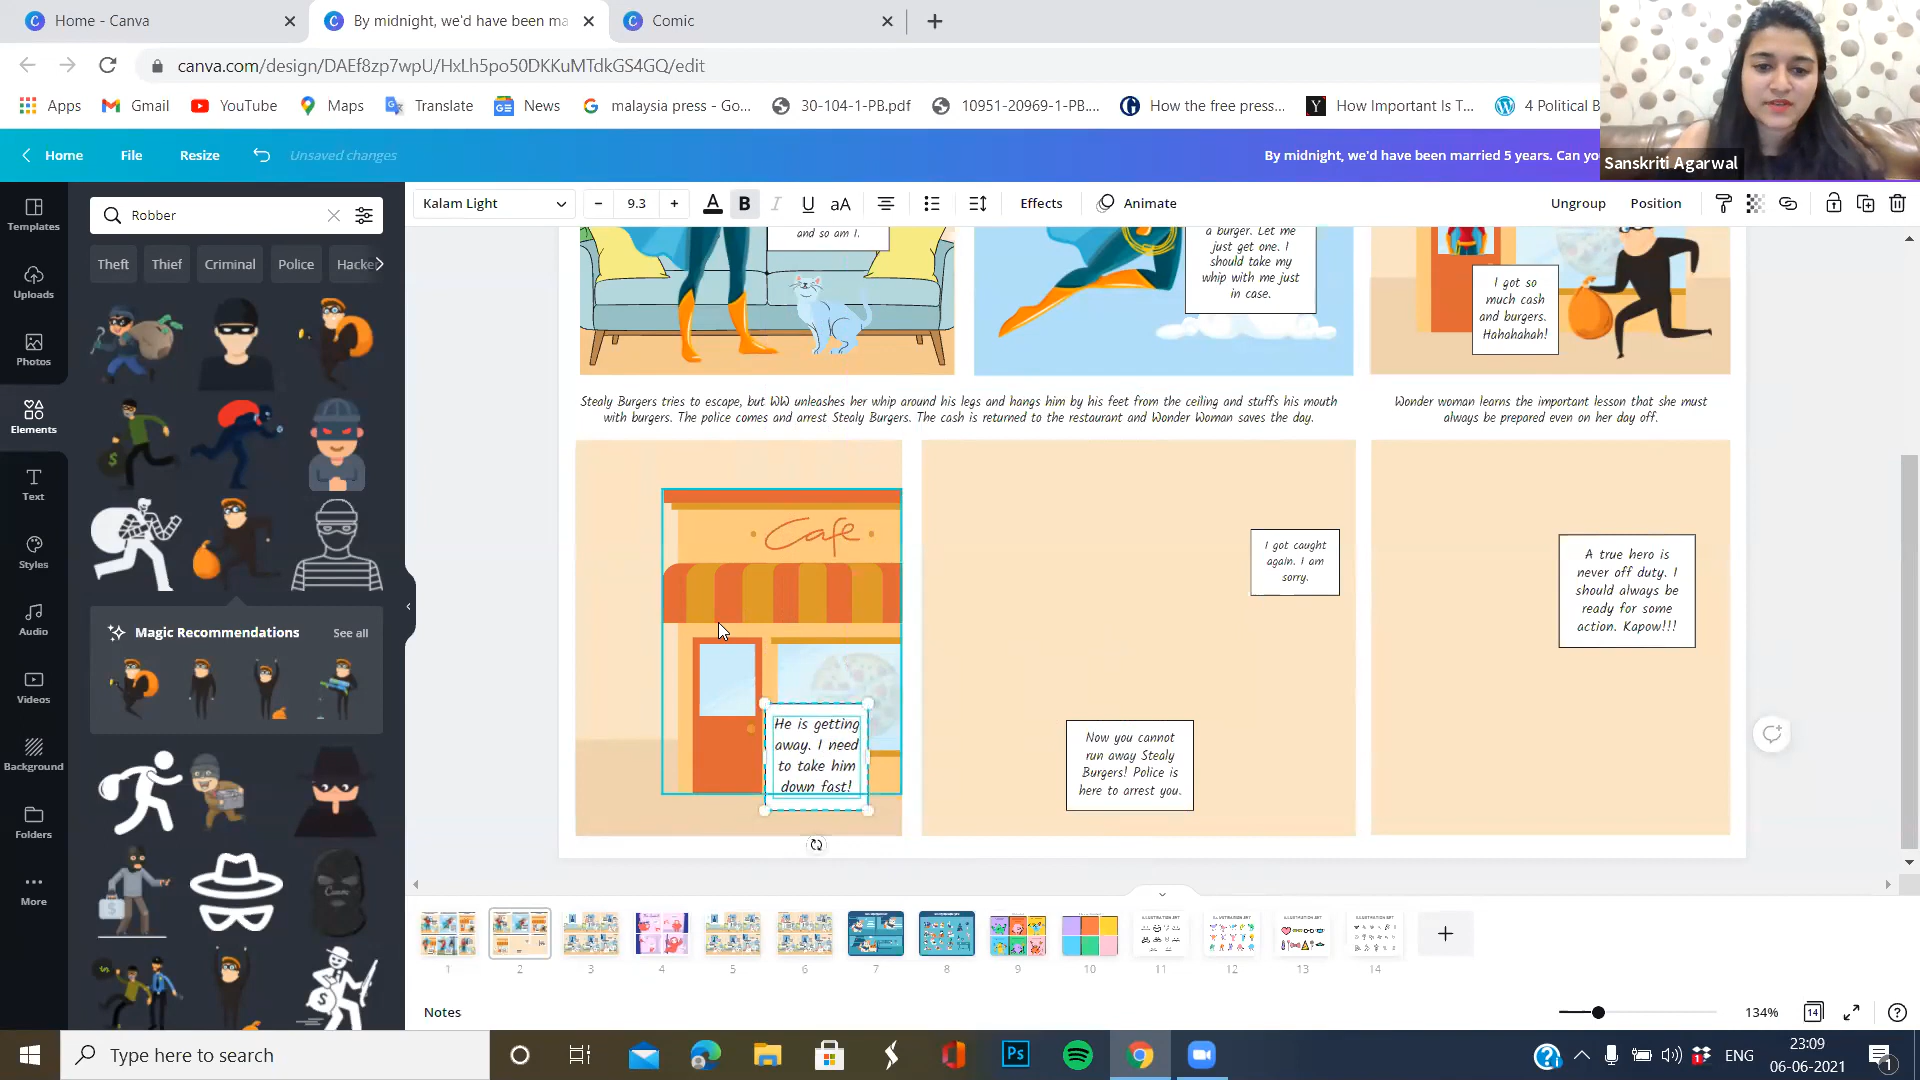 Home - Canva
By midnight, we'd have been ma
Comic
canva.com/design/DAEf8zp7wpU/HxLh5po50DKKuMTdkGS4GQ/edit
Apps
Gmail
YouTube
Maps
Translate
News
malaysia press - Go...
30-104-1-PB.pdf
10951-20969-1-PB....
How the free press...
How Important Is T...
4 Political B
Home
File
Resize
Unsaved changes
By midnight, we'd have been married 5 years. Can yo
Sanskriti Agarwal
Templates
Uploads
Photos
Elements
Text
Styles
Audio
Videos
Background
Folders
More
Robber
Theft
Thief
Criminal
Police
Hacke
Magic Recommendations
See all
Kalam Light
9.3
B
I
U
aA
Effects
Animate
Ungroup
Position
and so am I.
a burger. Let me
just get one. I
should take my
whip with me just
in case.
I got so
much cash
and burgers.
Hahahahah!
Stealy Burgers tries to escape, but WW unleashes her whip around his legs and hangs him by his feet from the ceiling and stuffs his mouth
with burgers. The police comes and arrest Stealy Burgers. The cash is returned to the restaurant and Wonder Woman saves the day.
Wonder woman learns the important lesson that she must
always be prepared even on her day off.
Cafe
He is getting
away. I need
to take him
down fast!
I got caught
again. I am
sorry.
Now you cannot
run away Stealy
Burgers! Police is
here to arrest you.
A true hero is
never off duty. I
should always be
ready for some
action. Kapow!!!
1
2
3
4
5
6
7
8
9
10
11
12
13
14
Notes
134%
14
Type here to search
Ps
ENG
23:09
06-06-2021
1